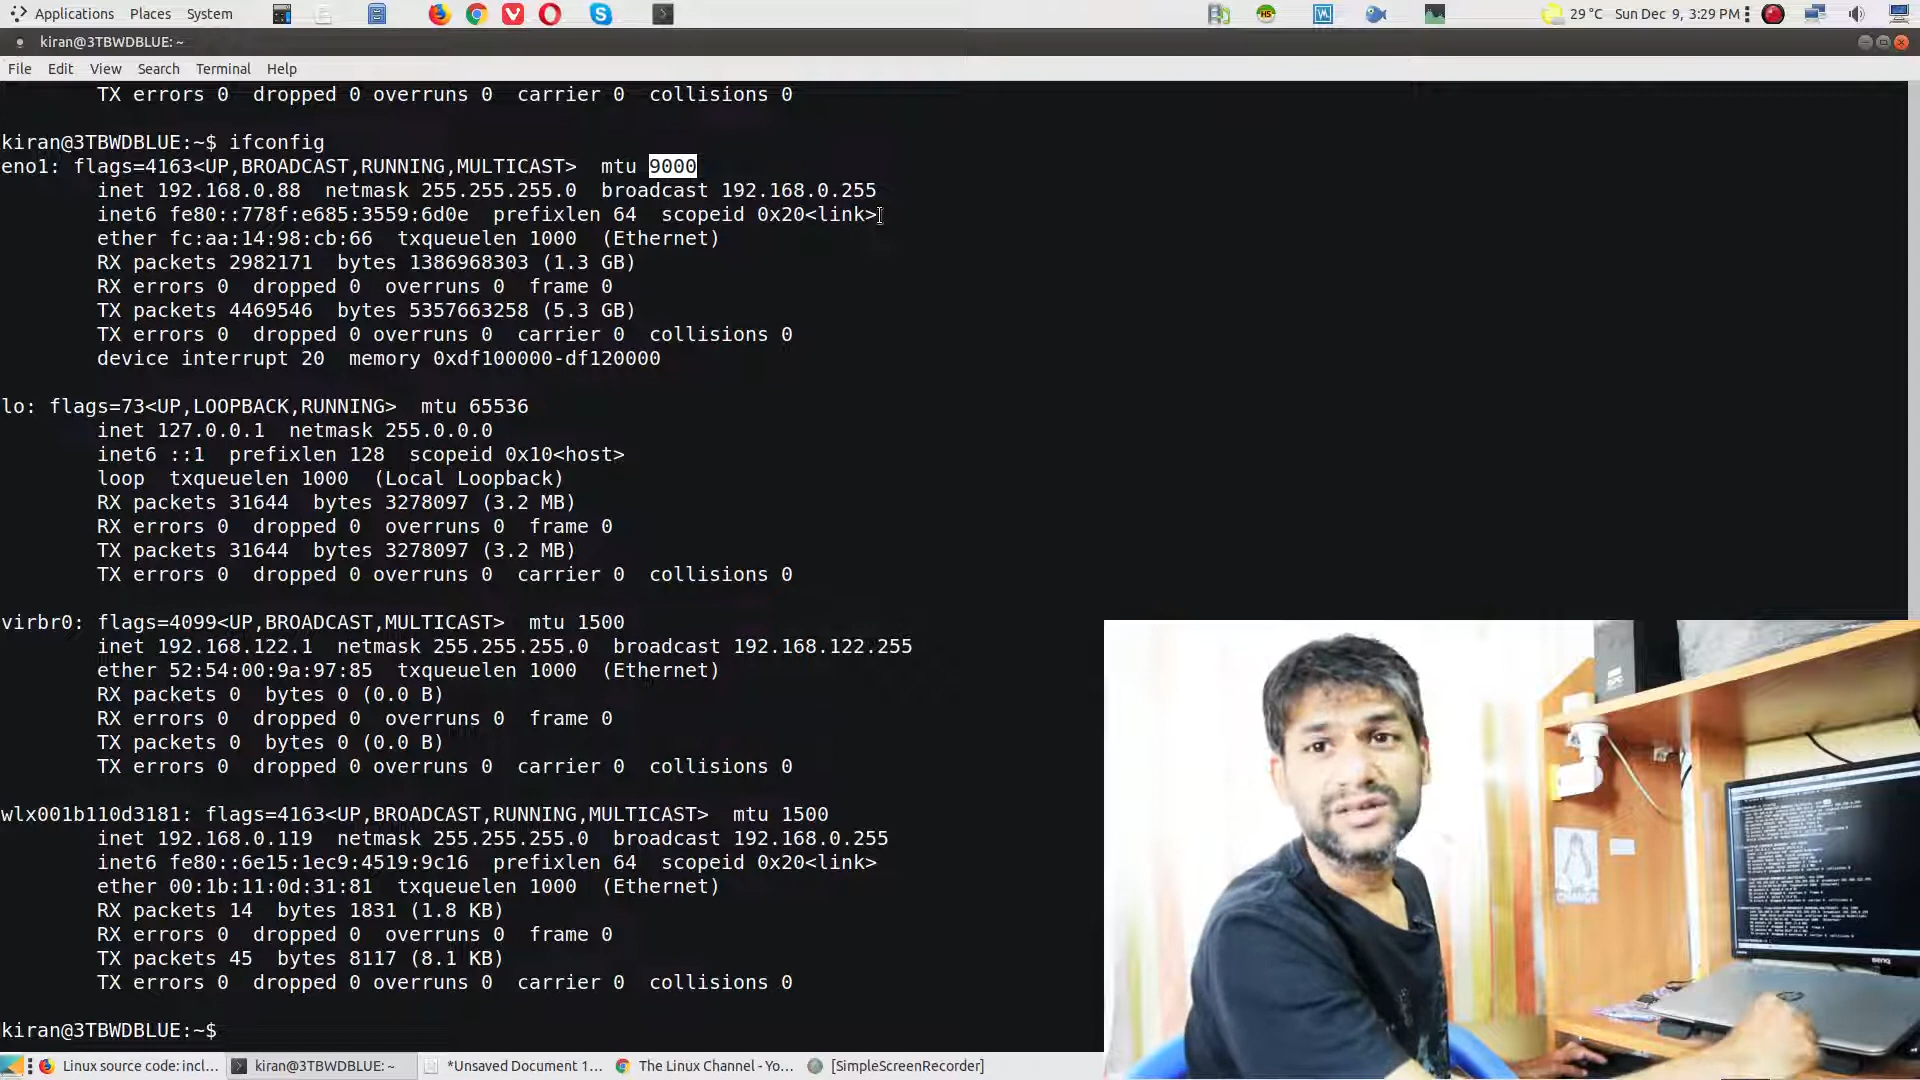 Applications Places System
29 °C Sun Dec 9, 3:29 PM
kiran@3TBWDBLUE: ~
File Edit View Search Terminal Help
TX errors 0 dropped 0 overruns 0 carrier 0 collisions 0
kiran@3TBWDBLUE:~$ ifconfig
eno1: flags=4163<UP,BROADCAST,RUNNING,MULTICAST> mtu 9000
inet 192.168.0.88 netmask 255.255.255.0 broadcast 192.168.0.255
inet6 fe80::778f:e685:3559:6d0e prefixlen 64 scopeid 0x20<link>
ether fc:aa:14:98:cb:66 txqueuelen 1000 (Ethernet)
RX packets 2982171 bytes 1386968303 (1.3 GB)
RX errors 0 dropped 0 overruns 0 frame 0
TX packets 4469546 bytes 5357663258 (5.3 GB)
TX errors 0 dropped 0 overruns 0 carrier 0 collisions 0
device interrupt 20 memory 0xdf100000-df120000
lo: flags=73<UP,LOOPBACK,RUNNING> mtu 65536
inet 127.0.0.1 netmask 255.0.0.0
inet6 ::1 prefixlen 128 scopeid 0x10<host>
loop txqueuelen 1000 (Local Loopback)
RX packets 31644 bytes 3278097 (3.2 MB)
RX errors 0 dropped 0 overruns 0 frame 0
TX packets 31644 bytes 3278097 (3.2 MB)
TX errors 0 dropped 0 overruns 0 carrier 0 collisions 0
virbr0: flags=4099<UP,BROADCAST,MULTICAST> mtu 1500
inet 192.168.122.1 netmask 255.255.255.0 broadcast 192.168.122.255
ether 52:54:00:9a:97:85 txqueuelen 1000 (Ethernet)
RX packets 0 bytes 0 (0.0 B)
RX errors 0 dropped 0 overruns 0 frame 0
TX packets 0 bytes 0 (0.0 B)
TX errors 0 dropped 0 overruns 0 carrier 0 collisions 0
wlx001b110d3181: flags=4163<UP,BROADCAST,RUNNING,MULTICAST> mtu 1500
inet 192.168.0.119 netmask 255.255.255.0 broadcast 192.168.0.255
inet6 fe80::6e15:1ec9:4519:9c16 prefixlen 64 scopeid 0x20<link>
ether 00:1b:11:0d:31:81 txqueuelen 1000 (Ethernet)
RX packets 14 bytes 1831 (1.8 KB)
RX errors 0 dropped 0 overruns 0 frame 0
TX packets 45 bytes 8117 (8.1 KB)
TX errors 0 dropped 0 overruns 0 carrier 0 collisions 0
kiran@3TBWDBLUE:~$
APC
CHARGE
BenQ
Linux source code: incl... kiran@3TBWDBLUE: ~ *Unsaved Document 1... The Linux Channel - Yo... [SimpleScreenRecorder]